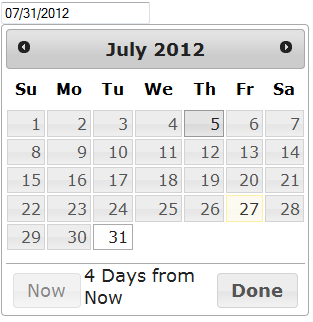 07/31/2012
July 2012
Su Mo Tu We Th Fr Sa
1 2 3 4 5 6 7
8 9 10 11 12 13 14
15 16 17 18 19 20 21
22 23 24 25 26 27 28
29 30 31
Now 4 Days from Done
Now